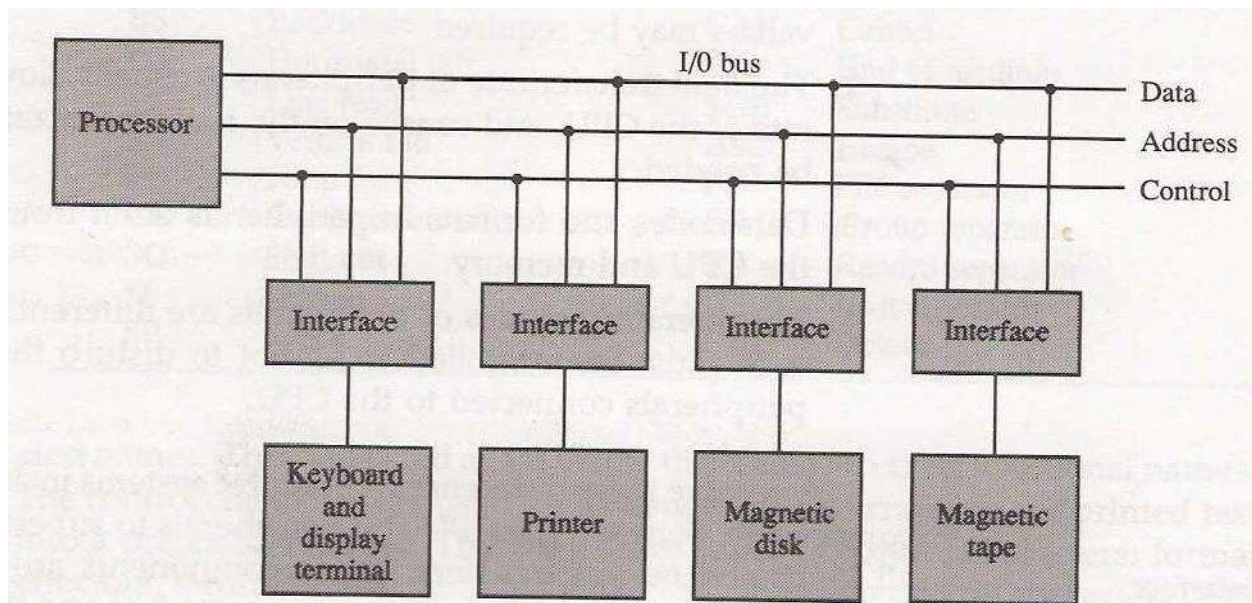 I/0 bus
Data
Processor
Address
Control
Interface
Interface
Interface
Interface
Keyboard
and
display
terminal
Printer
Magnetic
disk
Magnetic
tape